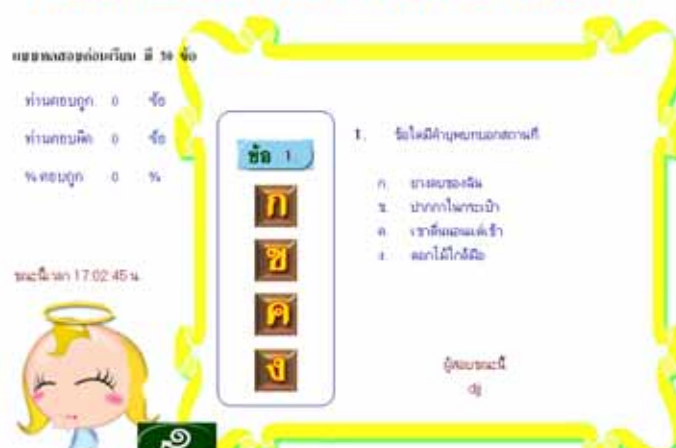 แบบทดสอบก่อนเรียน มี 10 ข้อ
ท่านตอบถูก 0 ข้อ
ท่านตอบผิด 0 ข้อ
% ตอบถูก 0 %
ขณะนี้เวลา 17:02:45 น.
ข้อ 1
ก
ข
ค
ง
1. ข้อใดมีคำบุพบทบอกสถานที่
ก ยางลบของฉัน
ข ปากกาในกระเป๋า
ค เขาตื่นนอนแต่เช้า
ง ดอกไม้ใกล้มือ
ผู้สอบขณะนี้